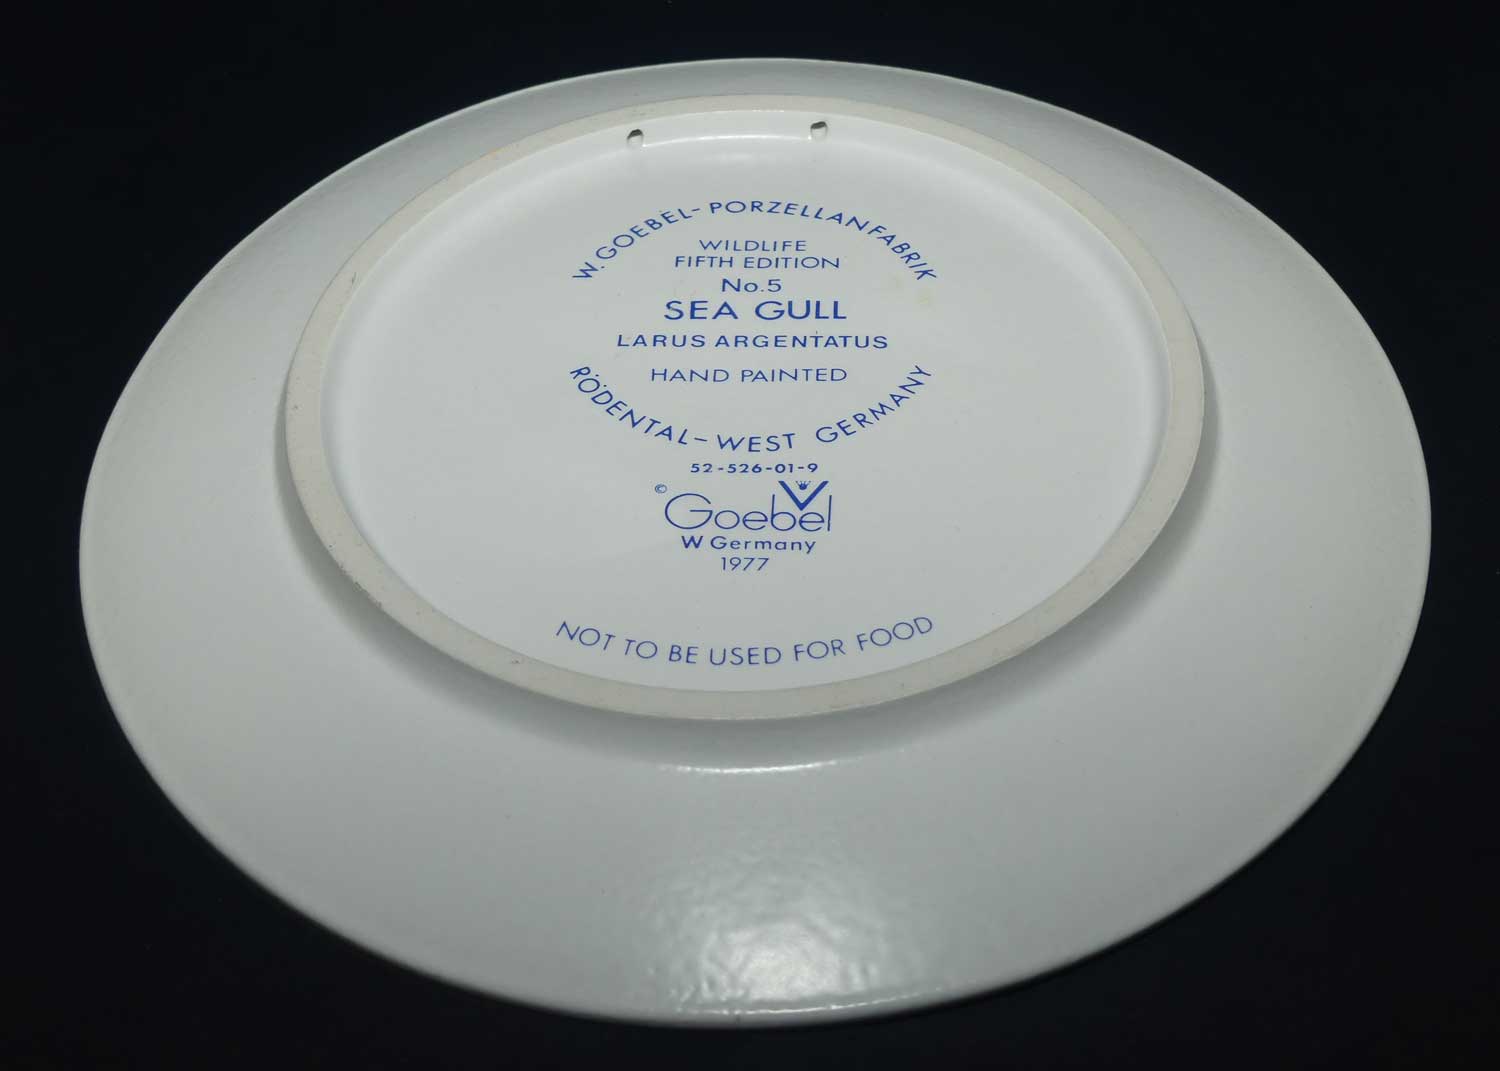 W. GOEBEL-PORZELLANFABRIK
WILDLIFE
FIFTH EDITION
No.5
SEA GULL
LARUS ARGENTATUS
HAND PAINTED
RÖDENTAL-WEST GERMANY
52-526-01-9
© Goebel
W Germany
1977
NOT TO BE USED FOR FOOD